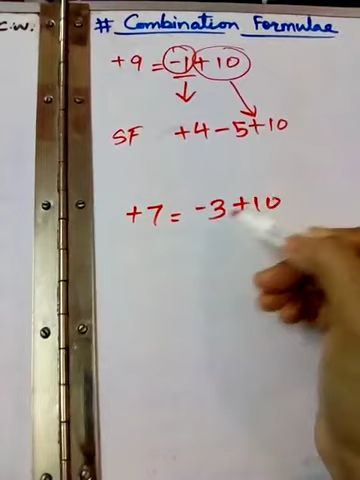 C.W.
# Combination Formulae
+9 = -1 + 10
SF +4 - 5 + 10
+7 = -3 + 10